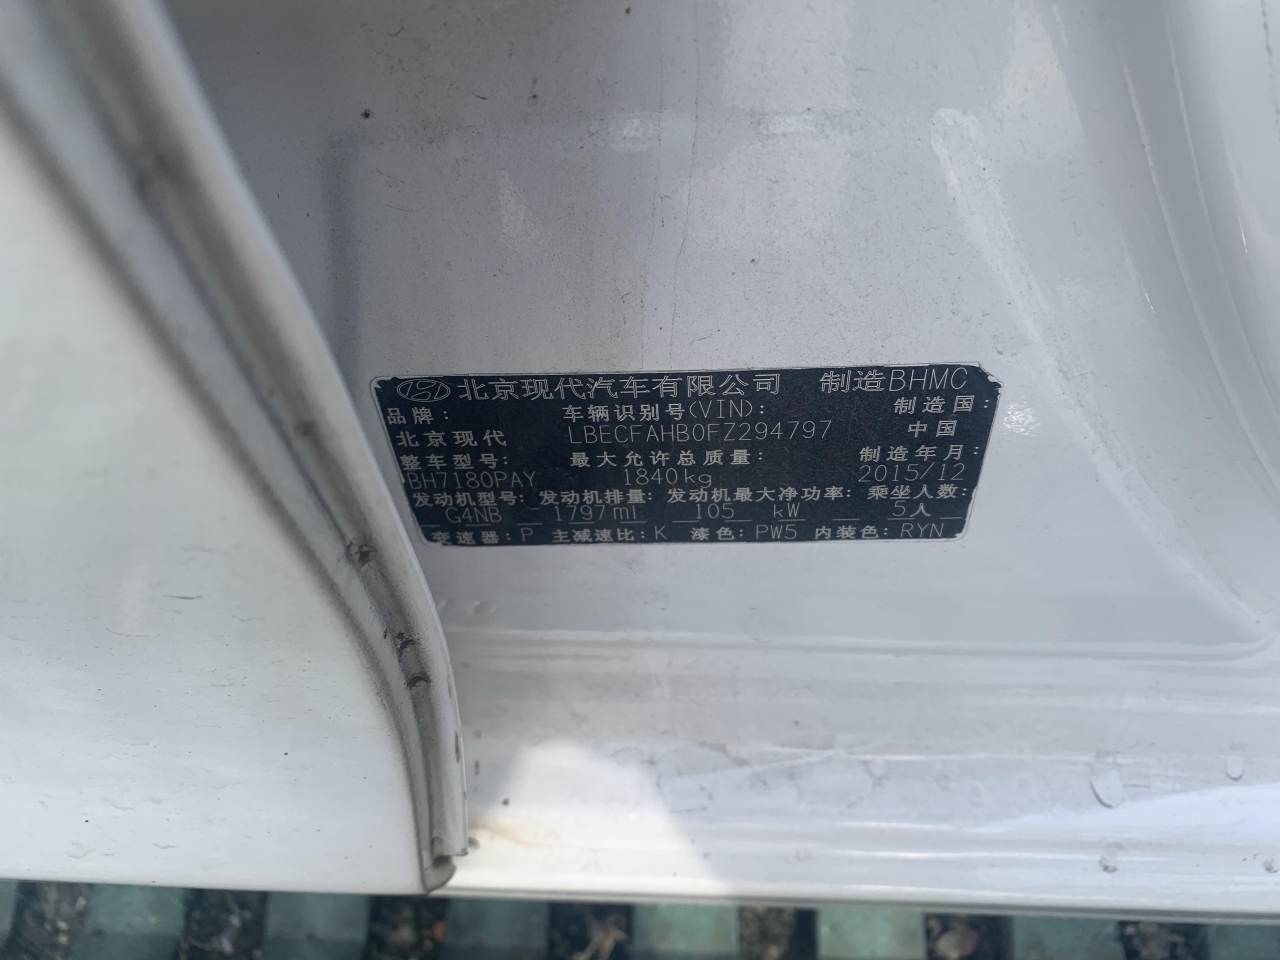 北京现代汽车有限公司 制造BHMC
品牌: 车辆识别号(VIN): 制造国:
北京现代 LBECFAHB0FZ294797 中国
整车型号: 最大允许总质量: 制造年月:
BH7180PAY 1840kg 2015/12
发动机型号: 发动机排量: 发动机最大净功率: 乘坐人数:
G4NB 1797ml 105 kW 5人
变速器: P 主减速比: K 漆色: PW5 内装色: RYN